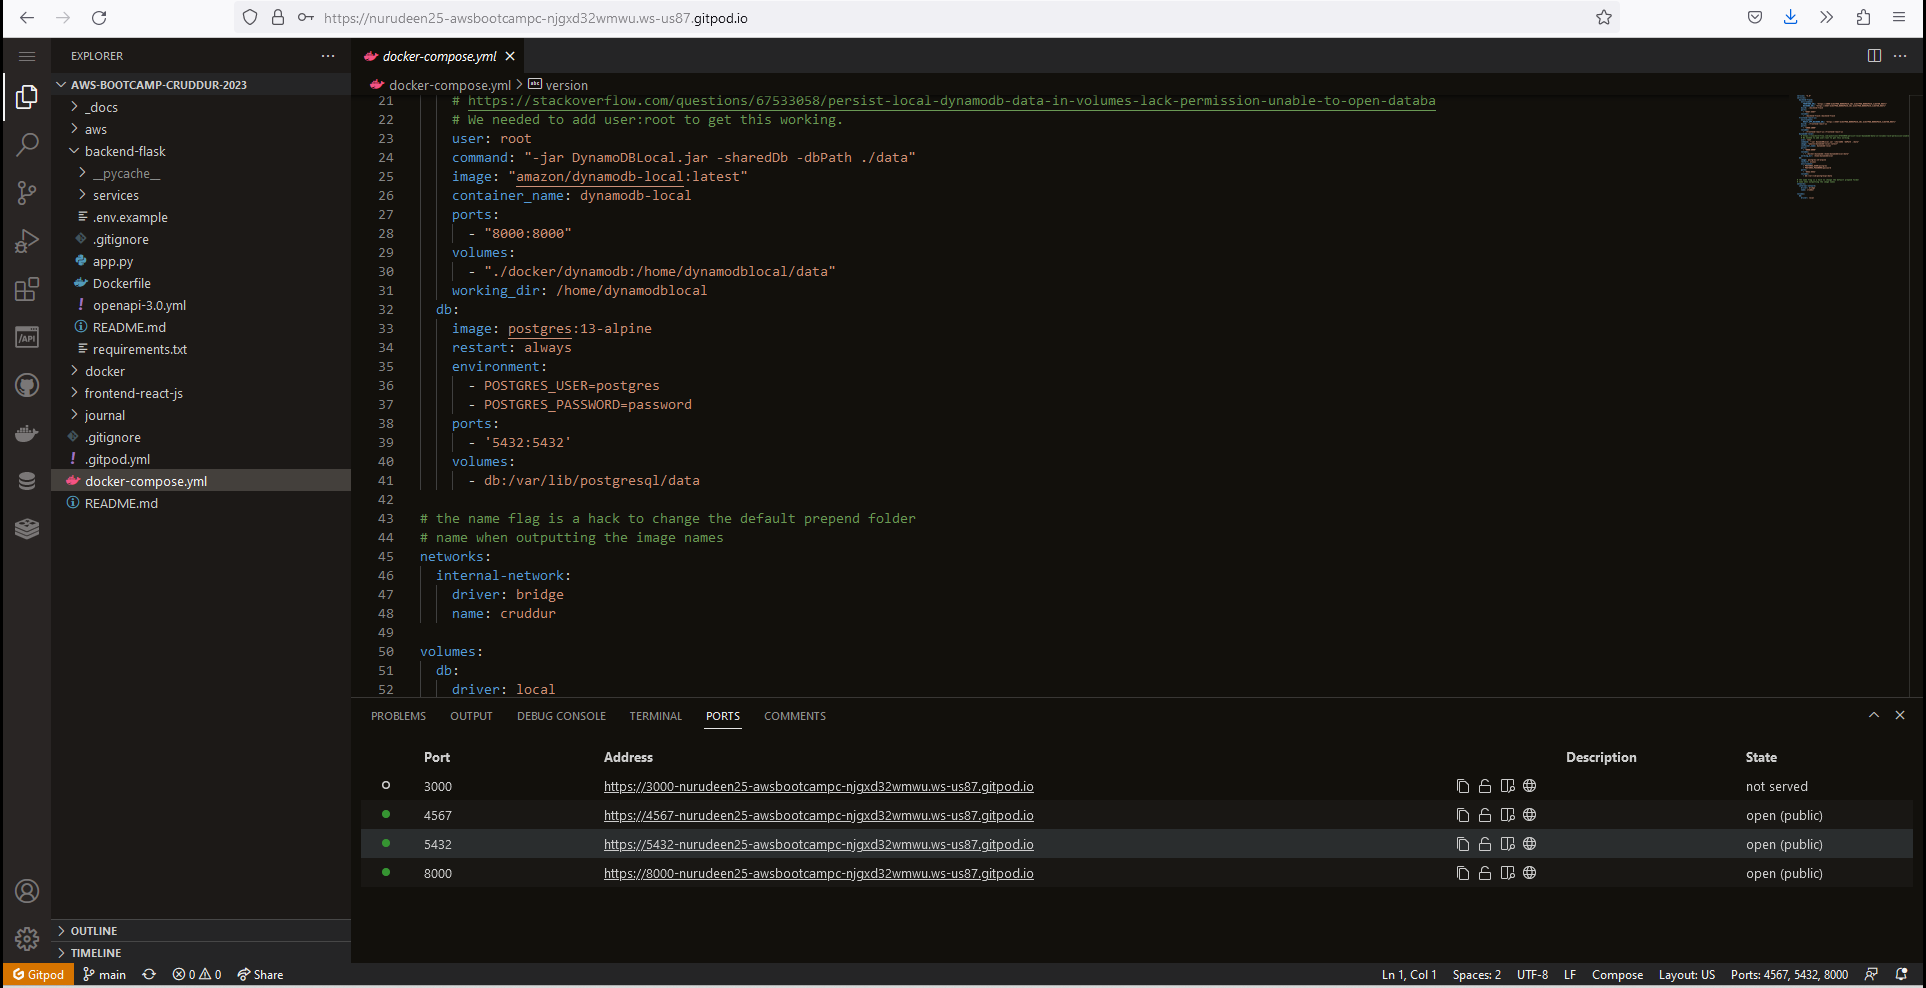 https://nurudeen25-awsbootcampc-njgxd32wmwu.ws-us87.gitpod.io
EXPLORER
AWS-BOOTCAMP-CRUDDUR-2023
_docs
aws
backend-flask
__pycache__
services
.env.example
.gitignore
app.py
Dockerfile
openapi-3.0.yml
README.md
requirements.txt
docker
frontend-react-js
journal
.gitignore
.gitpod.yml
docker-compose.yml
README.md
OUTLINE
TIMELINE
docker-compose.yml
docker-compose.yml > version
21 # https://stackoverflow.com/questions/67533058/persist-local-dynamodb-data-in-volumes-lack-permission-unable-to-open-databa
22 # We needed to add user:root to get this working.
23 user: root
24 command: "-jar DynamoDBLocal.jar -sharedDb -dbPath ./data"
25 image: "amazon/dynamodb-local:latest"
26 container_name: dynamodb-local
27 ports:
28 - "8000:8000"
29 volumes:
30 - "./docker/dynamodb:/home/dynamodblocal/data"
31 working_dir: /home/dynamodblocal
32 db:
33 image: postgres:13-alpine
34 restart: always
35 environment:
36 - POSTGRES_USER=postgres
37 - POSTGRES_PASSWORD=password
38 ports:
39 - '5432:5432'
40 volumes:
41 - db:/var/lib/postgresql/data
42
43 # the name flag is a hack to change the default prepend folder
44 # name when outputting the image names
45 networks:
46 internal-network:
47 driver: bridge
48 name: cruddur
49
50 volumes:
51 db:
52 driver: local
PROBLEMS OUTPUT DEBUG CONSOLE TERMINAL PORTS COMMENTS
Port Address Description State
3000 https://3000-nurudeen25-awsbootcampc-njgxd32wmwu.ws-us87.gitpod.io not served
4567 https://4567-nurudeen25-awsbootcampc-njgxd32wmwu.ws-us87.gitpod.io open (public)
5432 https://5432-nurudeen25-awsbootcampc-njgxd32wmwu.ws-us87.gitpod.io open (public)
8000 https://8000-nurudeen25-awsbootcampc-njgxd32wmwu.ws-us87.gitpod.io open (public)
Gitpod main 0 0 Share Ln 1, Col 1 Spaces: 2 UTF-8 LF Compose Layout: US Ports: 4567, 5432, 8000